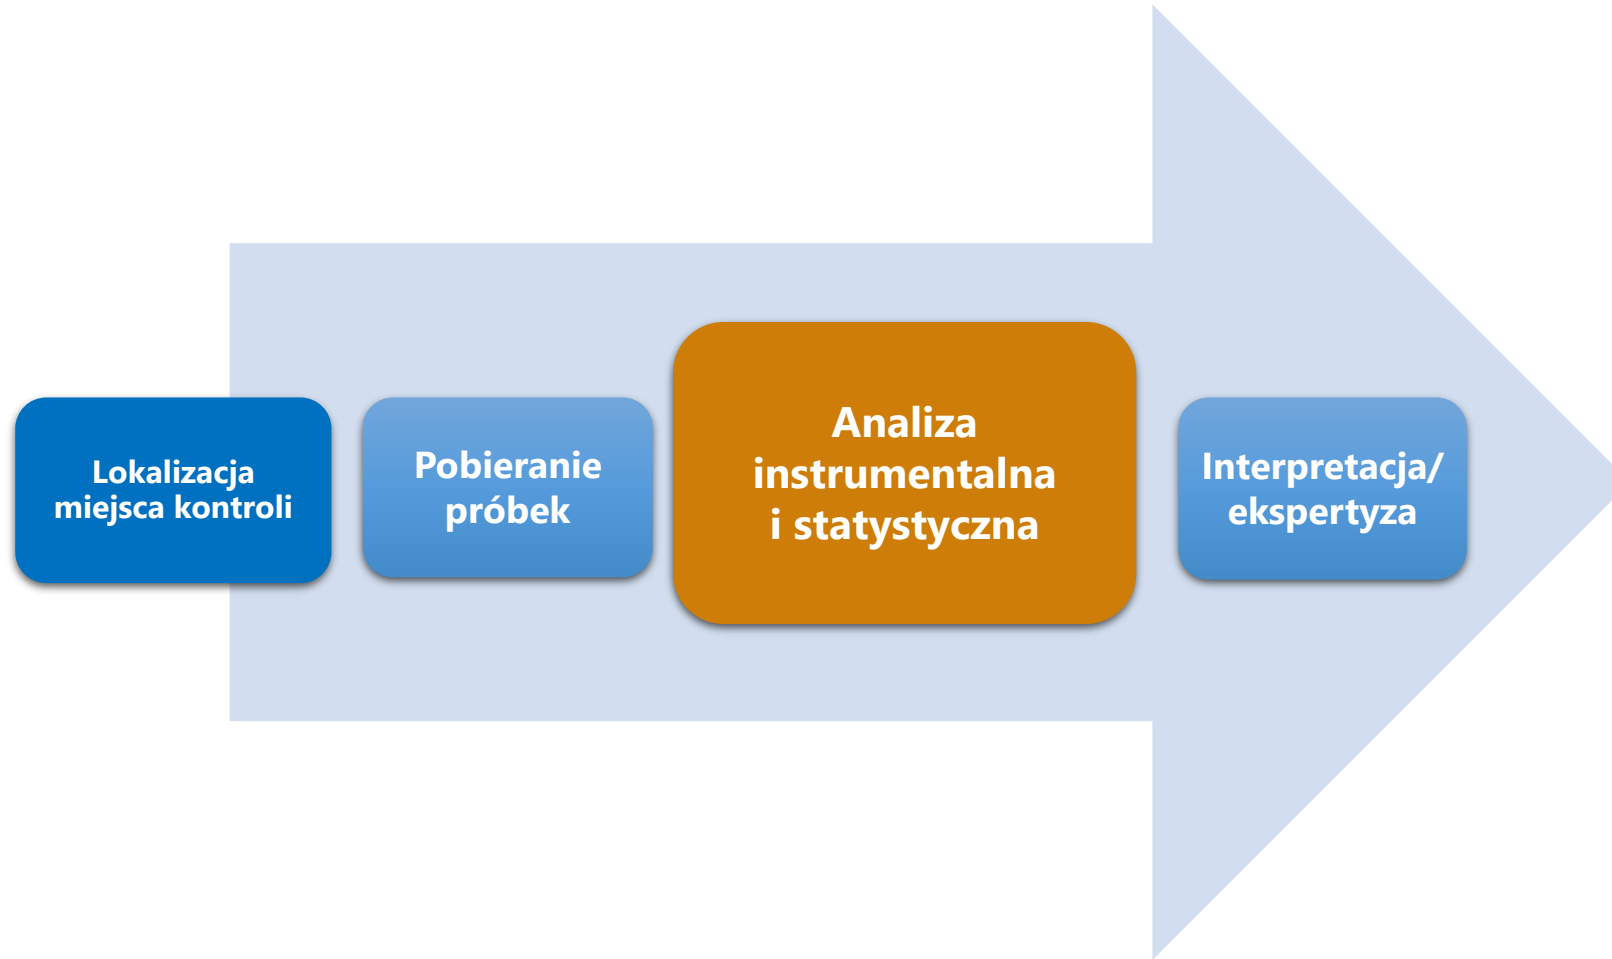 Lokalizacja
miejsca kontroli
Pobieranie
próbek
Analiza
instrumentalna
i statystyczna
Interpretacja/
ekspertyza